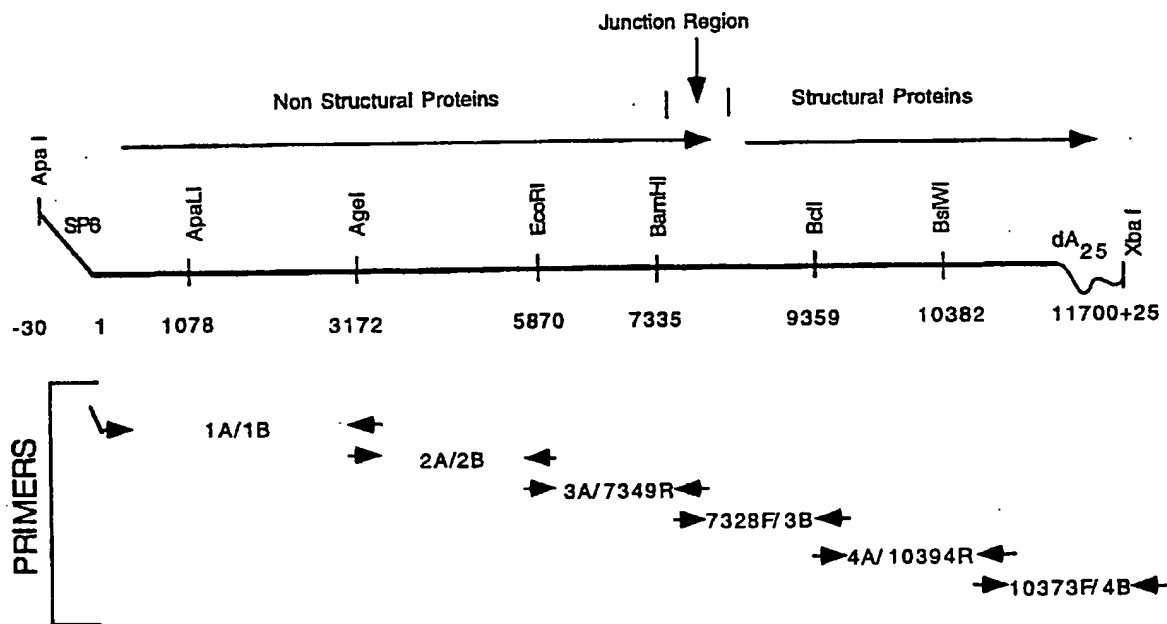 Junction Region
Non Structural Proteins
Structural Proteins
Apa I
SP6
ApaLI
AgeI
EcoRI
BamHI
BclI
BsiWI
dA25
Xba I
-30 1 1078 3172 5870 7335 9359 10382 11700+25
PRIMERS
1A/1B
2A/2B
3A/7349R
7328F/3B
4A/10394R
10373F/4B